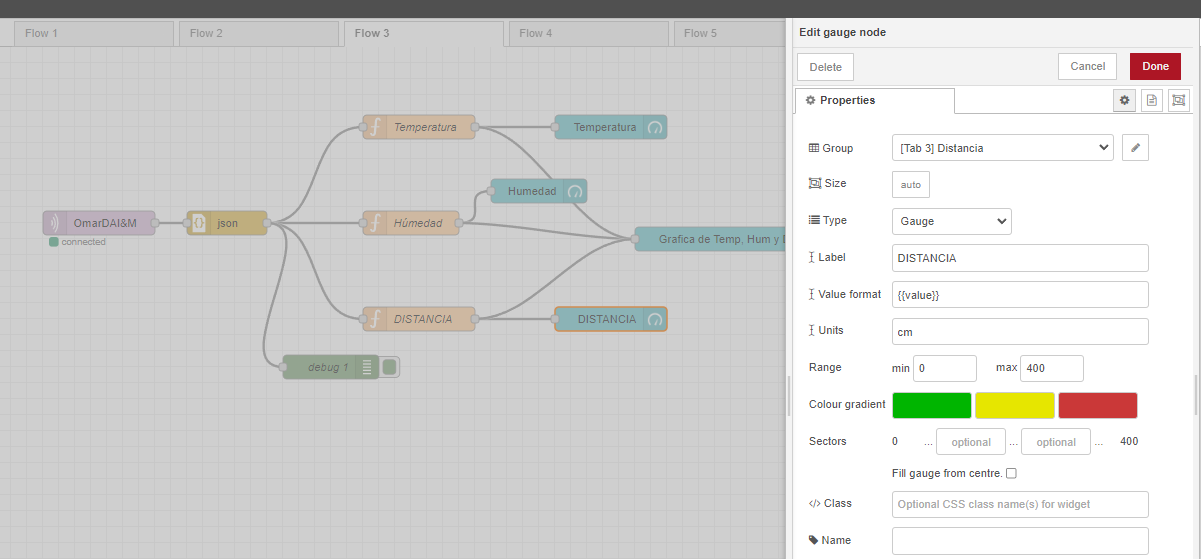 Flow 1
Flow 2
Flow 3
Flow 4
Flow 5
OmarDAI&M
connected
json
Temperatura
Temperatura
Humedad
Húmedad
Grafica de Temp, Hum y
DISTANCIA
DISTANCIA
debug 1
Edit gauge node
Delete
Cancel
Done
Properties
Group
[Tab 3] Distancia
Size
auto
Type
Gauge
Label
DISTANCIA
Value format
{{value}}
Units
cm
Range
min
0
max
400
Colour gradient
Sectors
0
...
optional
...
optional
...
400
Fill gauge from centre.
Class
Optional CSS class name(s) for widget
Name